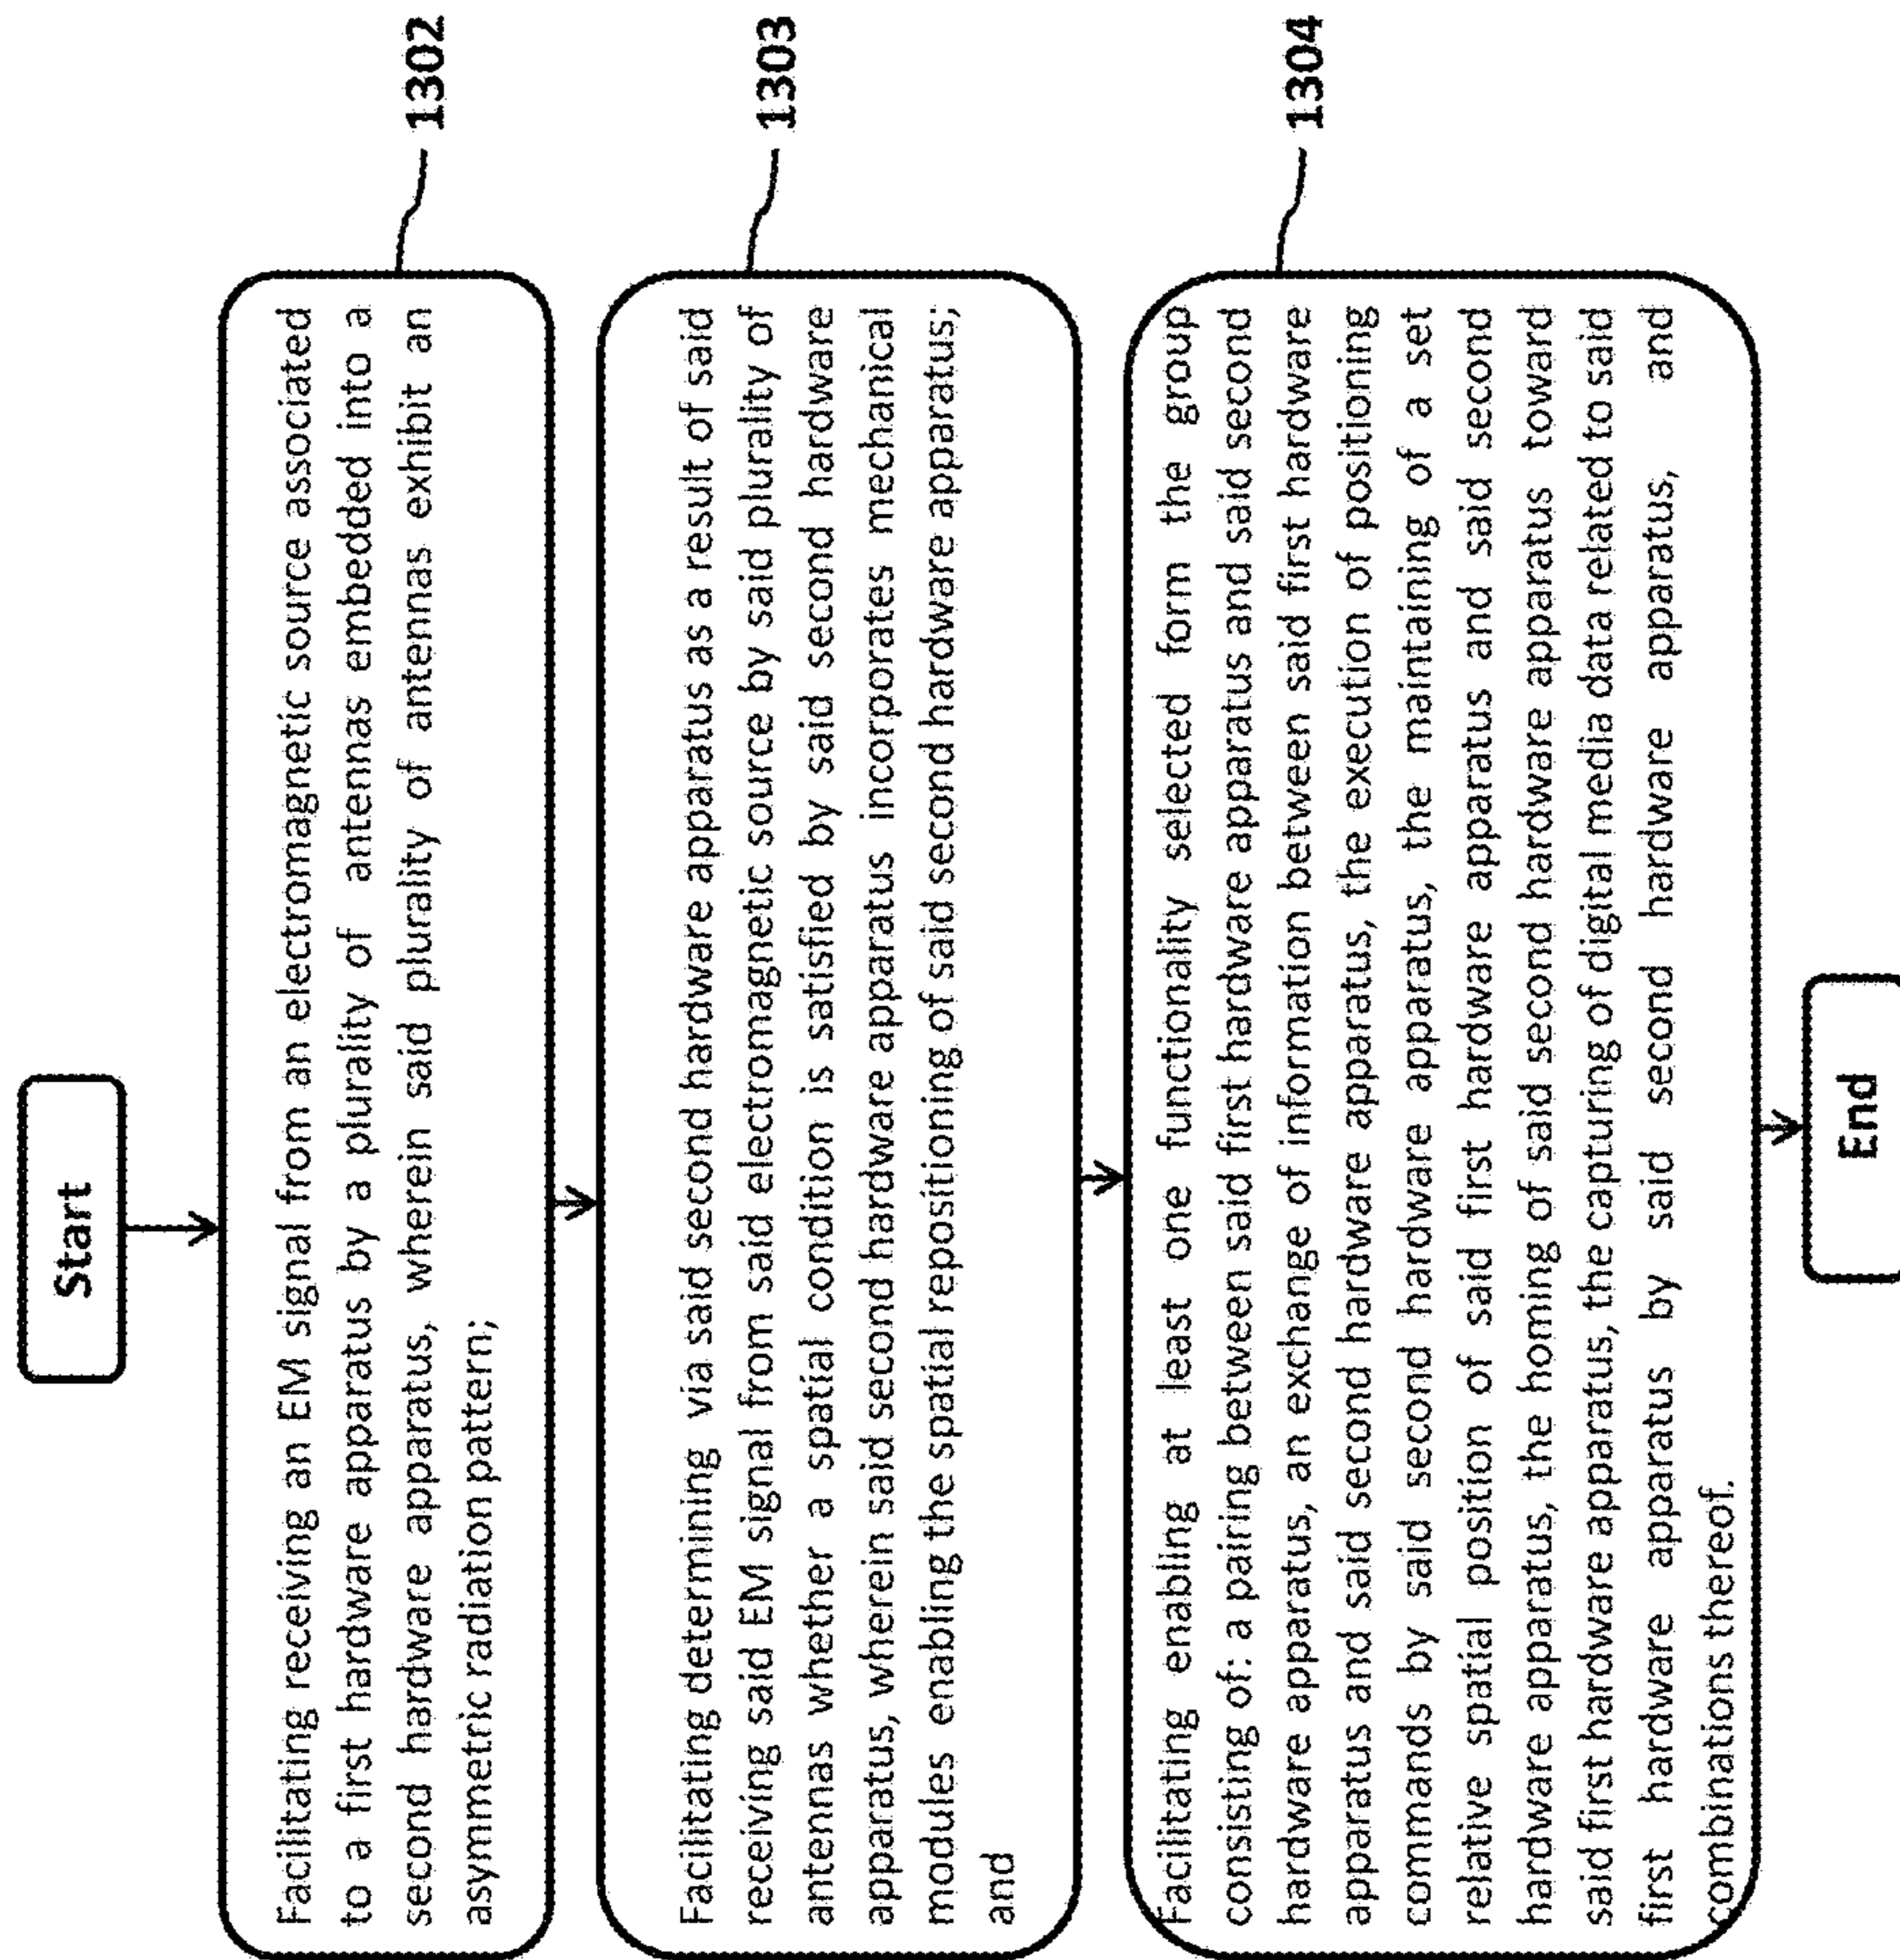 Start
Facilitating receiving an EM signal from an electromagnetic source associated
to a first hardware apparatus by a plurality of antennas embedded into a
second hardware apparatus, wherein said plurality of antennas exhibit an
asymmetric radiation pattern;
1302
Facilitating determining via said second hardware apparatus as a result of said
receiving said EM signal from said electromagnetic source by said plurality of
antennas whether a spatial condition is satisfied by said second hardware
apparatus, wherein said second hardware apparatus incorporates mechanical
modules enabling the spatial repositioning of said second hardware apparatus;
and
1303
Facilitating enabling at least one functionality selected form the group
consisting of: a pairing between said first hardware apparatus and said second
hardware apparatus, an exchange of information between said first hardware
apparatus and said second hardware apparatus, the execution of positioning
commands by said second hardware apparatus, the maintaining of a set
relative spatial position of said first hardware apparatus and said second
hardware apparatus, the homing of said second hardware apparatus toward
said first hardware apparatus, the capturing of digital media data related to said
first hardware apparatus by said second hardware apparatus, and
combinations thereof.
1304
End